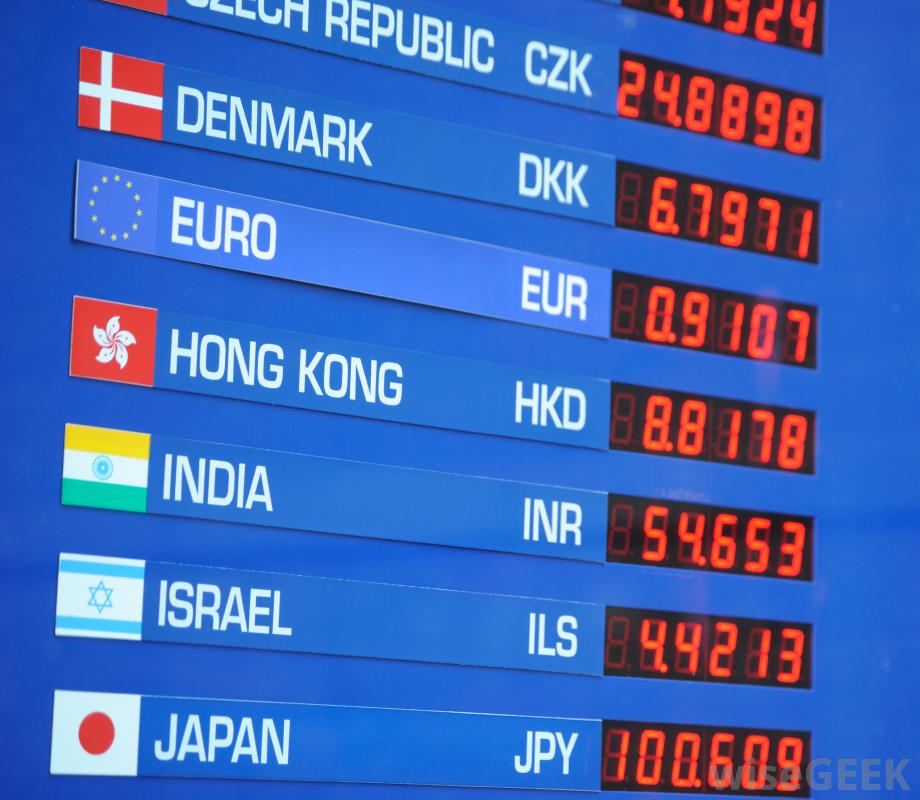 CZECH REPUBLIC CZK 24.8898
DENMARK DKK 6.7971
EURO EUR 0.9107
HONG KONG HKD 8.8178
INDIA INR 54.653
ISRAEL ILS 4.4213
JAPAN JPY 100.609
wiseGEEK